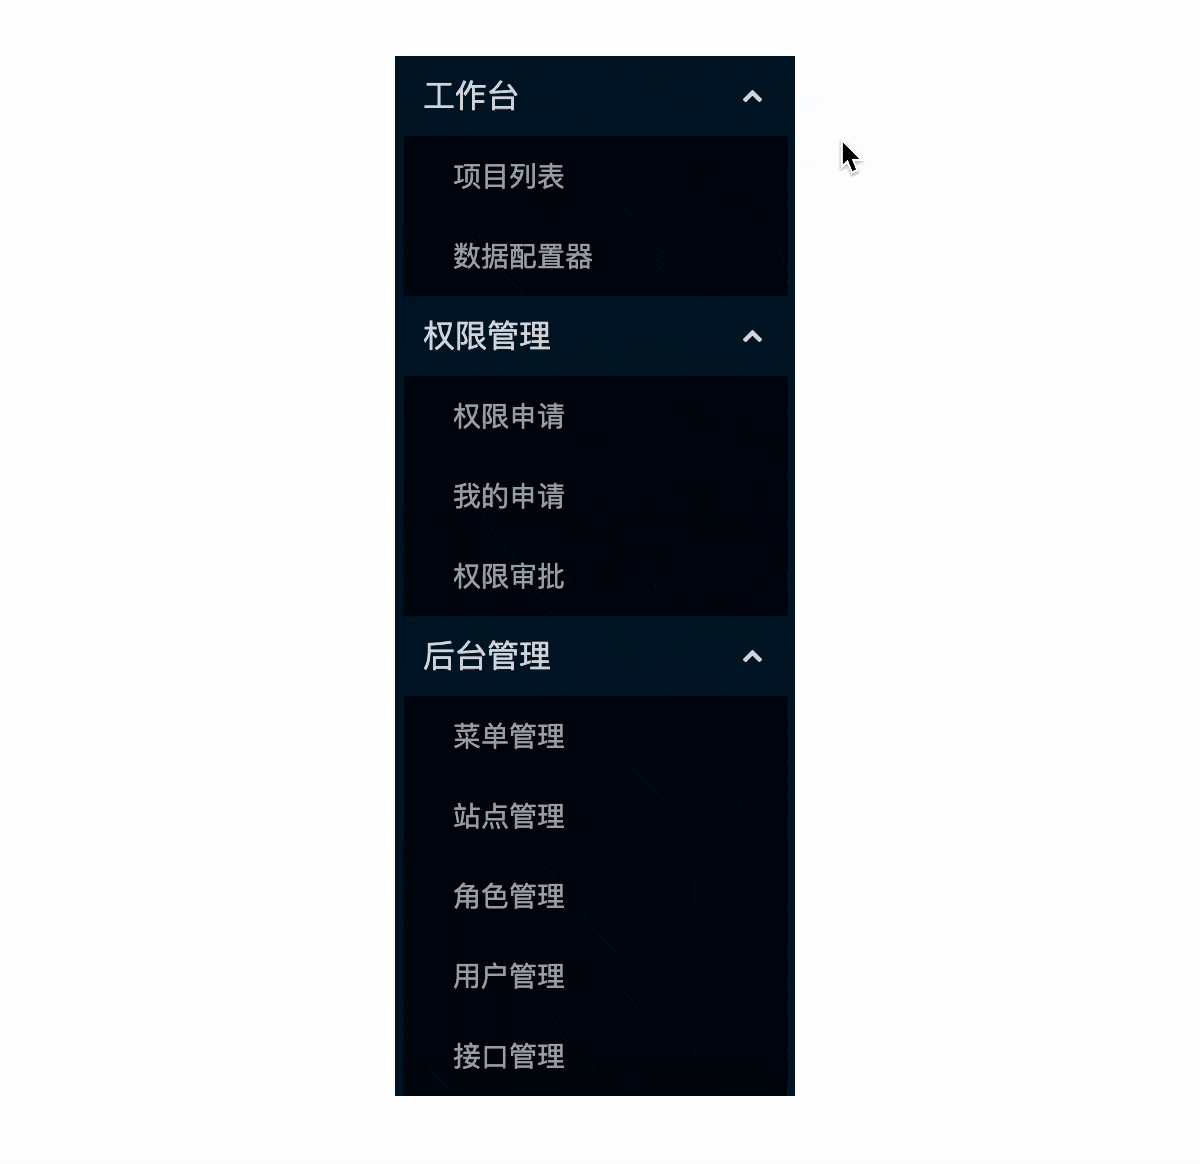 工作台
项目列表
数据配置器
权限管理
权限申请
我的申请
权限审批
后台管理
菜单管理
站点管理
角色管理
用户管理
接口管理